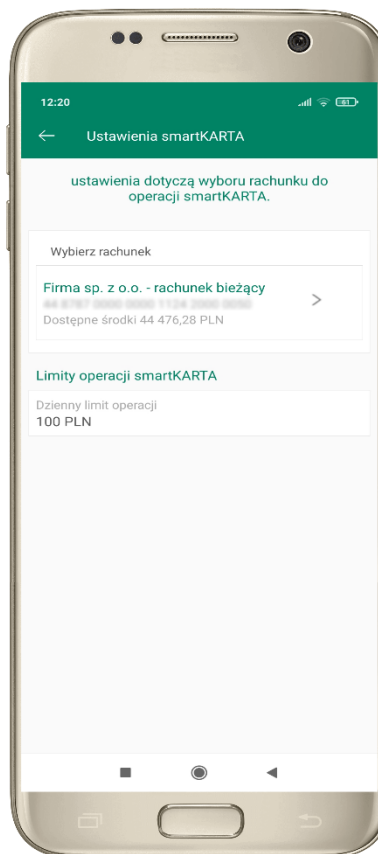 12:20
61
Ustawienia smartKARTA
ustawienia dotyczą wyboru rachunku do
operacji smartKARTA.
Wybierz rachunek
Firma sp. z o.o. - rachunek bieżący
Dostępne środki 44 476,28 PLN
Limity operacji smartKARTA
Dzienny limit operacji
100 PLN